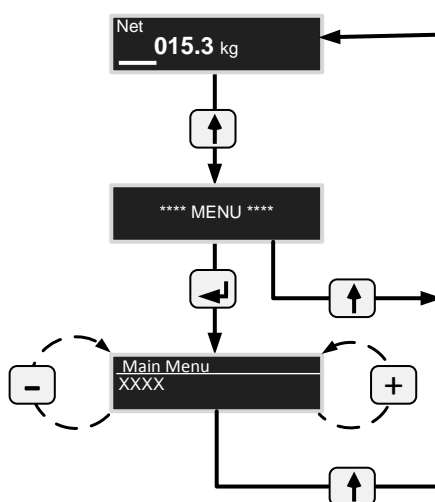 Net
015.3 kg
**** MENU ****
Main Menu
XXXX
-
+